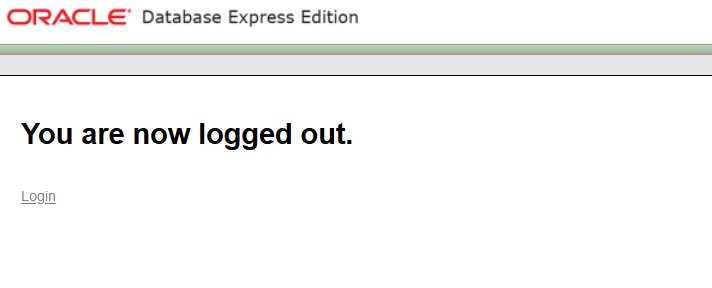 ORACLE Database Express Edition
You are now logged out.
Login